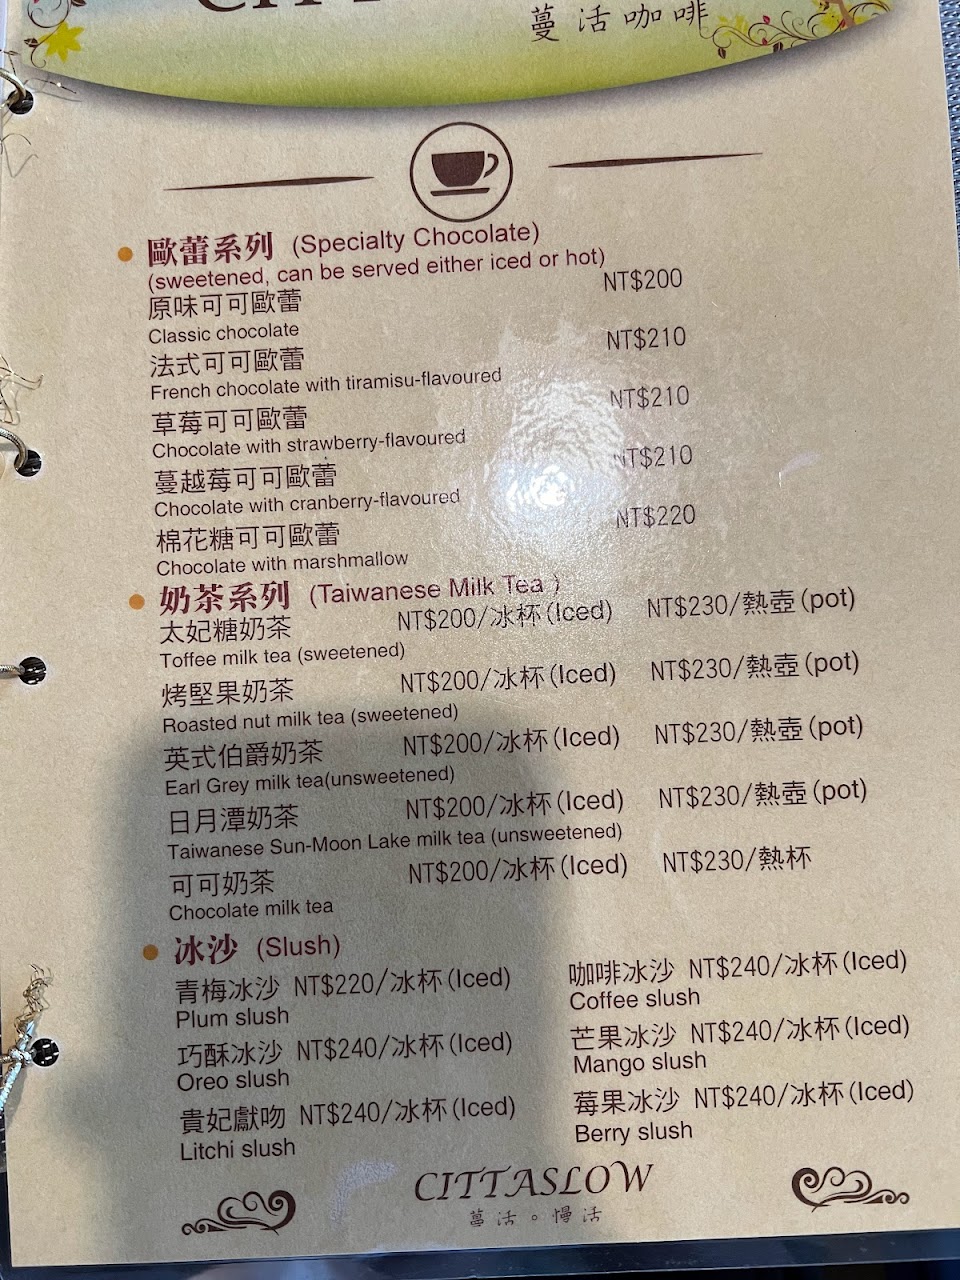 蔓活咖啡
歐蕾系列 (Specialty Chocolate)
(sweetened, can be served either iced or hot)
原味可可歐蕾 NT$200
Classic chocolate
法式可可歐蕾 NT$210
French chocolate with tiramisu-flavoured
草莓可可歐蕾 NT$210
Chocolate with strawberry-flavoured
蔓越莓可可歐蕾 NT$210
Chocolate with cranberry-flavoured
棉花糖可可歐蕾 NT$220
Chocolate with marshmallow
奶茶系列 (Taiwanese Milk Tea )
太妃糖奶茶 NT$200/冰杯(Iced) NT$230/熱壺(pot)
Toffee milk tea (sweetened)
烤堅果奶茶 NT$200/冰杯(Iced) NT$230/熱壺(pot)
Roasted nut milk tea (sweetened)
英式伯爵奶茶 NT$200/冰杯(Iced) NT$230/熱壺(pot)
Earl Grey milk tea(unsweetened)
日月潭奶茶 NT$200/冰杯(Iced) NT$230/熱壺(pot)
Taiwanese Sun-Moon Lake milk tea (unsweetened)
可可奶茶 NT$200/冰杯(Iced) NT$230/熱杯
Chocolate milk tea
冰沙 (Slush)
青梅冰沙 NT$220/冰杯(Iced) 咖啡冰沙 NT$240/冰杯(Iced)
Plum slush Coffee slush
巧酥冰沙 NT$240/冰杯(Iced) 芒果冰沙 NT$240/冰杯(Iced)
Oreo slush Mango slush
貴妃獻吻 NT$240/冰杯(Iced) 莓果冰沙 NT$240/冰杯(Iced)
Litchi slush Berry slush
CITTASLOW
蔓活。慢活